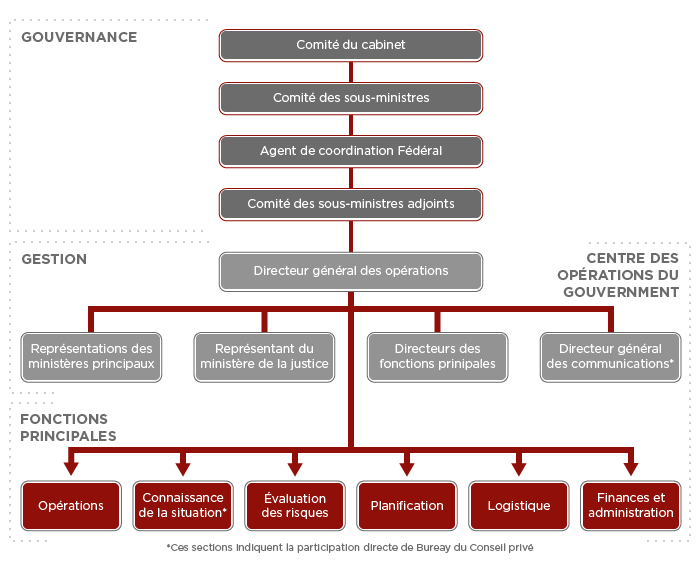 GOUVERNANCE
Comité du cabinet
Comité des sous-ministres
Agent de coordination Fédéral
Comité des sous-ministres adjoints
GESTION
Directeur général des opérations
CENTRE DES
OPÉRATIONS DU
GOUVERNMENT
Représentations des
ministères principaux
Représentant du
ministère de la justice
Directeurs des
fonctions prinipales
Directeur général
des communications*
FONCTIONS
PRINCIPALES
Opérations
Connaissance
de la situation*
Évaluation
des risques
Planification
Logistique
Finances et
administration
*Ces sections indiquent la participation directe de Bureay du Conseil privé